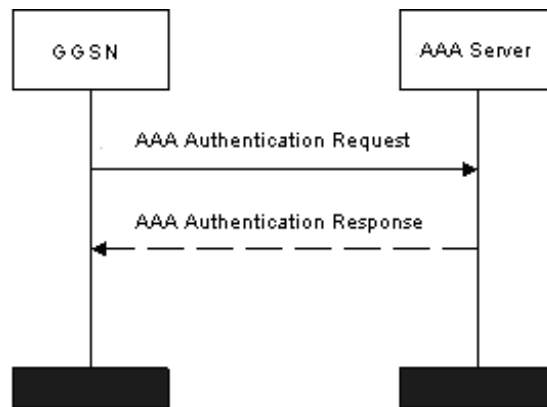 GGSN
AAA Server
AAA Authentication Request
AAA Authentication Response